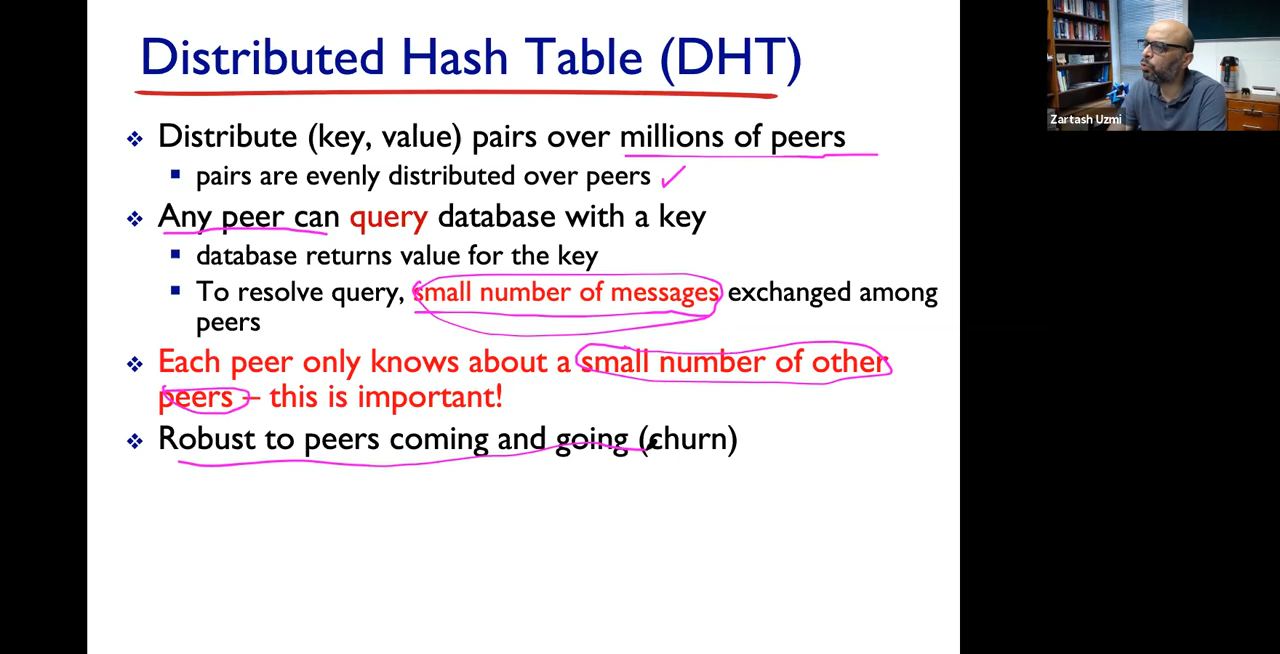 Distributed Hash Table (DHT)
Zartash Uzmi
❖ Distribute (key, value) pairs over millions of peers
▪ pairs are evenly distributed over peers ✓
❖ Any peer can query database with a key
▪ database returns value for the key
▪ To resolve query, small number of messages exchanged among
peers
❖ Each peer only knows about a small number of other
peers – this is important!
❖ Robust to peers coming and going (churn)